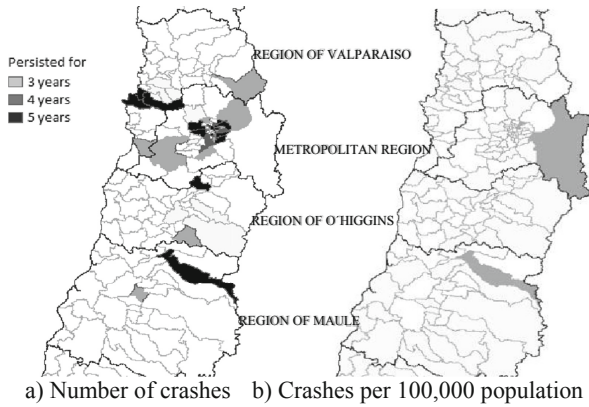 REGION OF VALPARAISO
Persisted for
3 years
4 years
5 years
METROPOLITAN REGION
REGION OF O´HIGGINS
REGION OF MAULE
a) Number of crashes b) Crashes per 100,000 population